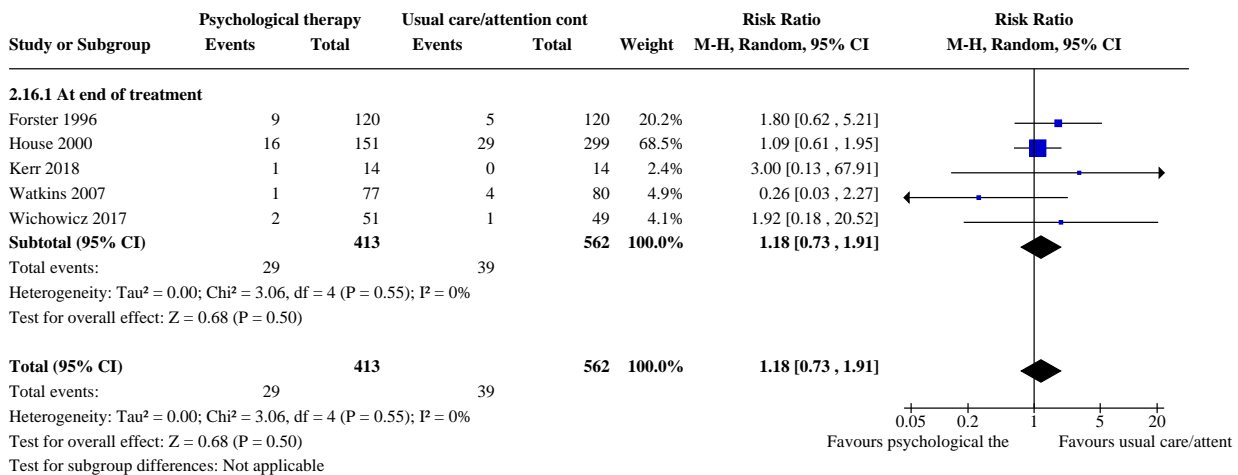 Psychological therapy Usual care/attention cont Risk Ratio Risk Ratio
Study or Subgroup Events Total Events Total Weight M-H, Random, 95% CI M-H, Random, 95% CI
2.16.1 At end of treatment
Forster 1996 9 120 5 120 20.2% 1.80 [0.62 , 5.21]
House 2000 16 151 29 299 68.5% 1.09 [0.61 , 1.95]
Kerr 2018 1 14 0 14 2.4% 3.00 [0.13 , 67.91]
Watkins 2007 1 77 4 80 4.9% 0.26 [0.03 , 2.27]
Wichowicz 2017 2 51 1 49 4.1% 1.92 [0.18 , 20.52]
Subtotal (95% CI) 413 562 100.0% 1.18 [0.73 , 1.91]
Total events: 29 39
Heterogeneity: Tau² = 0.00; Chi² = 3.06, df = 4 (P = 0.55); I² = 0%
Test for overall effect: Z = 0.68 (P = 0.50)
Total (95% CI) 413 562 100.0% 1.18 [0.73 , 1.91]
Total events: 29 39
Heterogeneity: Tau² = 0.00; Chi² = 3.06, df = 4 (P = 0.55); I² = 0% 0.05 0.2 1 5 20
Test for overall effect: Z = 0.68 (P = 0.50) Favours psychological the Favours usual care/attent
Test for subgroup differences: Not applicable